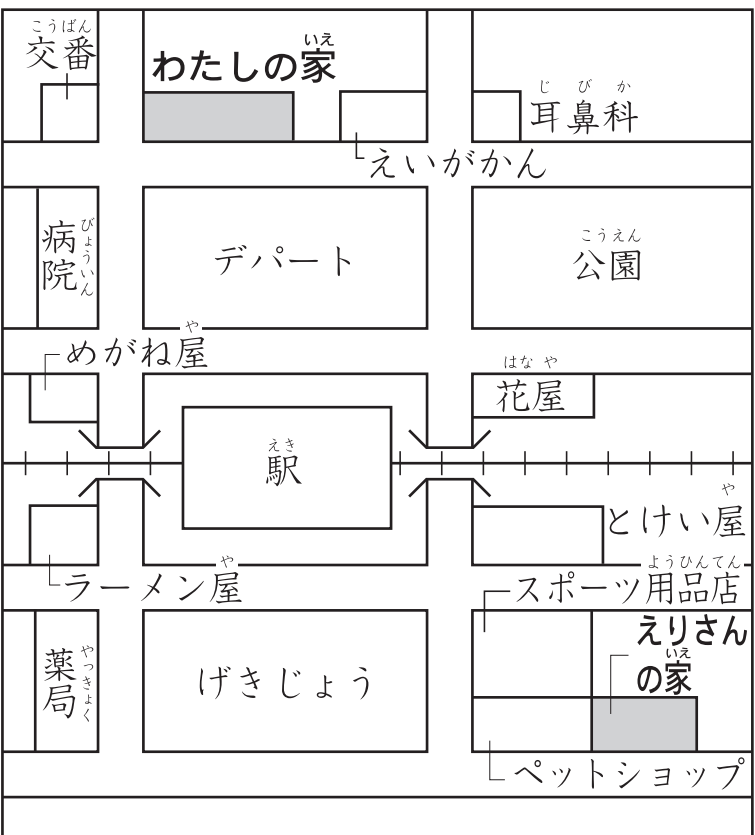 こうばん
交番
いえ
わたしの家
じびか
耳鼻科
えいがかん
びょういん
病院
デパート
こうえん
公園
や
めがね屋
はなや
花屋
えき
駅
や
とけい屋
や
ラーメン屋
ようひんてん
スポーツ用品店
やっきょく
薬局
げきじょう
えりさん
いえ
の家
ペットショップ